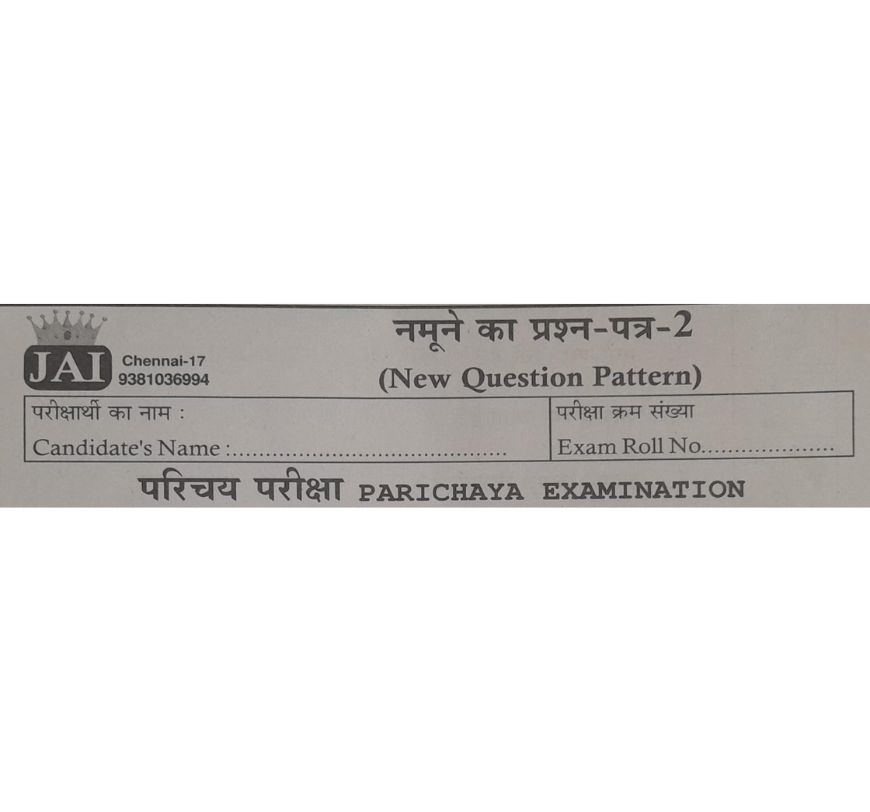 नमूने का प्रश्न-पत्र-2
JAI
Chennai-17
9381036994
(New Question Pattern)
परीक्षार्थी का नाम :
Candidate's Name :..........................................
परीक्षा क्रम संख्या
Exam Roll No....................
परिचय परीक्षा PARICHAYA EXAMINATION